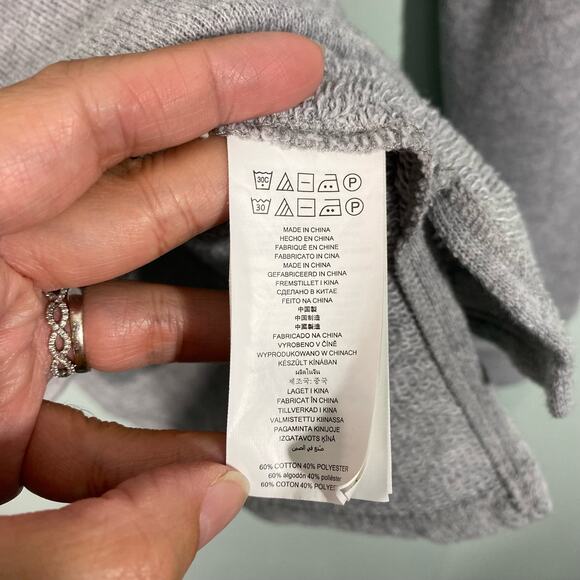 30C P
30 P
MADE IN CHINA
HECHO EN CHINA
FABRIQUÉ EN CHINE
FABBRICATO IN CINA
MADE IN CHINA
GEFABRICEERD IN CHINA
FREMSTILLET I KINA
СДЕЛАНО В КИТАЕ
FEITO NA CHINA
中国製
中国制造
中國製造
FABRICADO NA CHINA
VYROBENO V ČÍNĚ
WYPRODUKOWANO W CHINACH
KÉSZÜLT KÍNÁBAN
ผลิตในจีน
제조국: 중국
LAGET I KINA
FABRICAT ÎN CHINA
TILLVERKAD I KINA
VALMISTETTU KIINASSA
PAGAMINTA KINIJOJE
IZGATAVOTS ĶĪNĀ
صنع في الصين
60% COTTON 40% POLYESTER
60% algodón 40% poliéster
60% COTON 40%